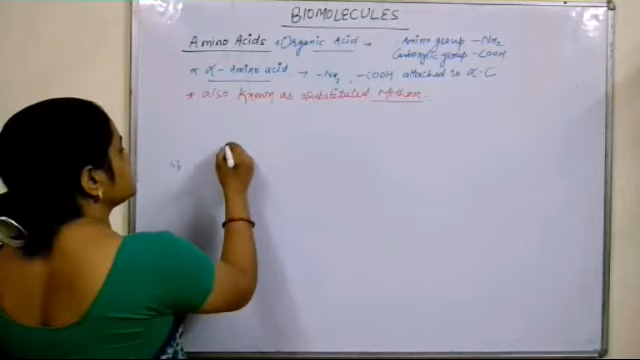 BIOMOLECULES
Amino Acids → Organic Acid → Amino group - NH2
Carboxylic group - COOH
* α - Amino acid → - NH2 , - COOH attached to α-C
* also known as substituted Methane.